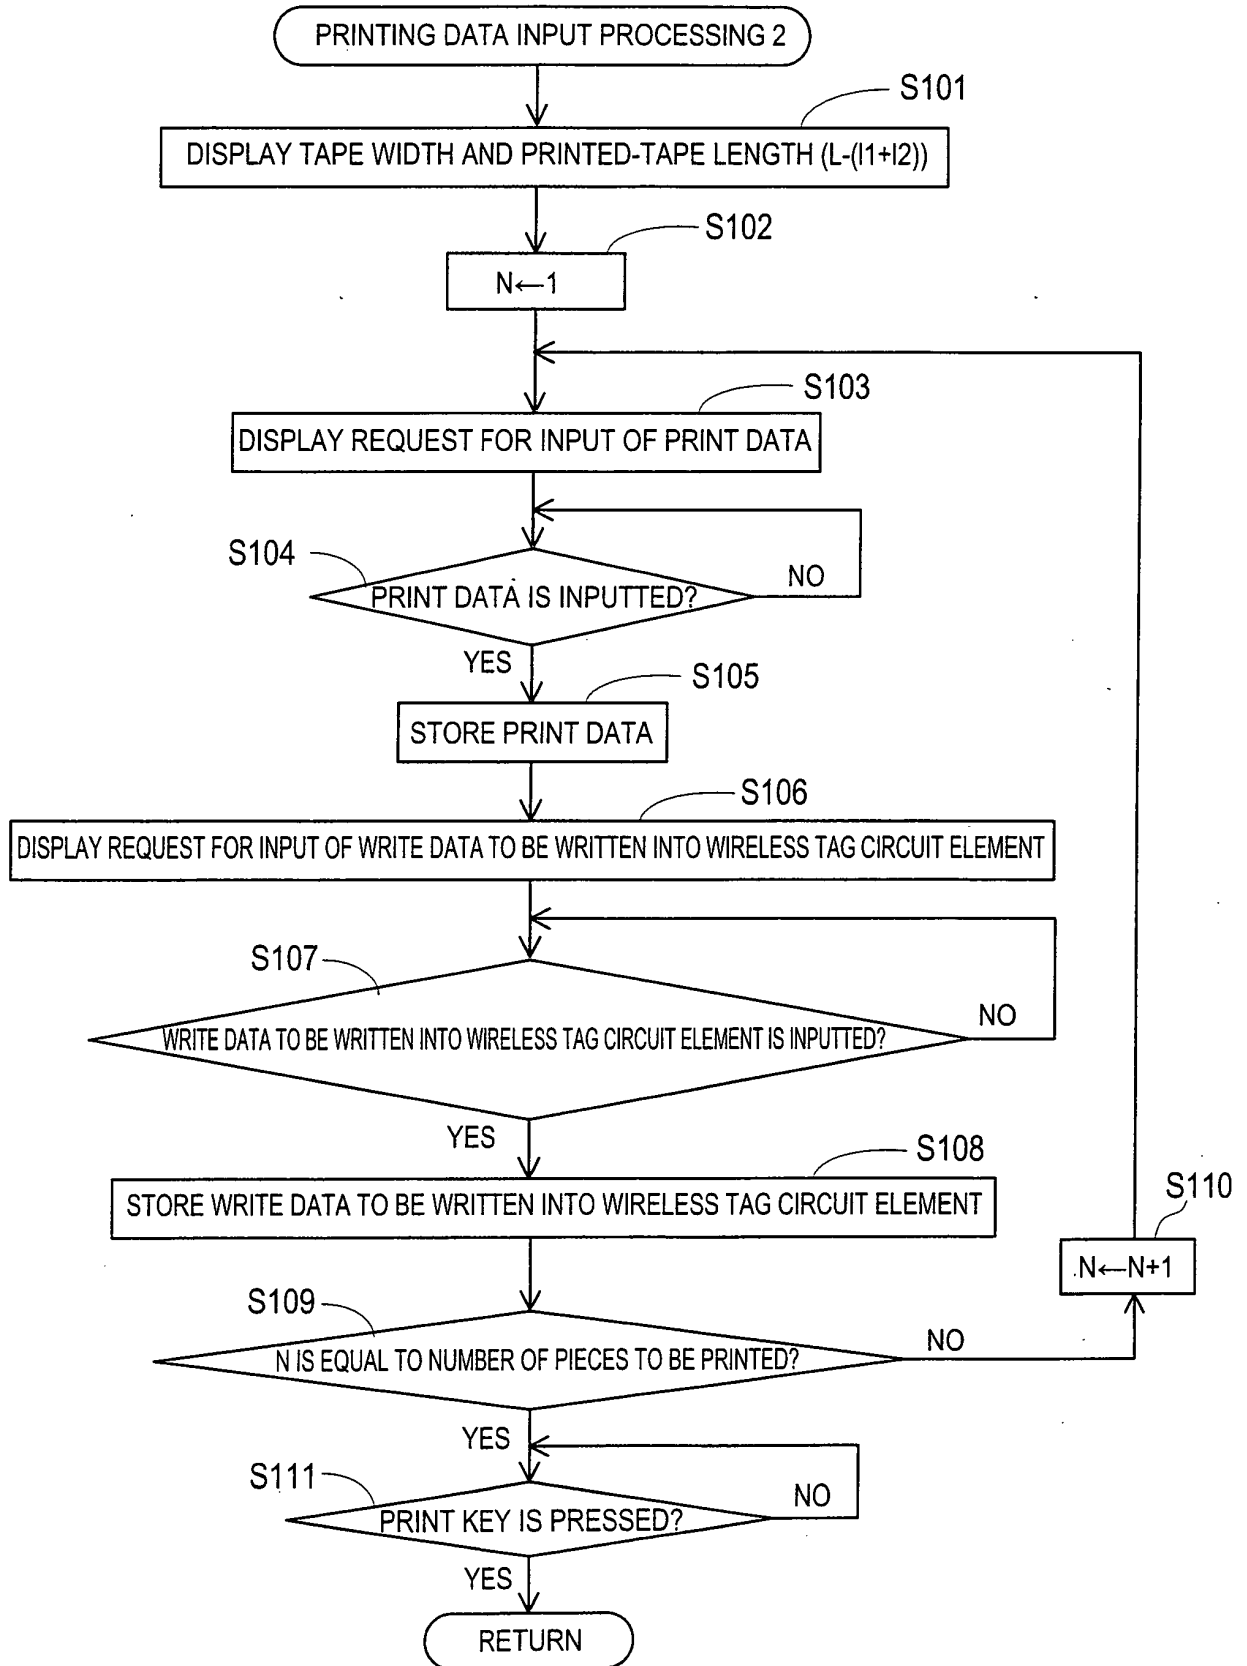 PRINTING DATA INPUT PROCESSING 2
S101
DISPLAY TAPE WIDTH AND PRINTED-TAPE LENGTH (L-(l1+l2))
S102
N←1
S103
DISPLAY REQUEST FOR INPUT OF PRINT DATA
S104
PRINT DATA IS INPUTTED?
NO
YES
S105
STORE PRINT DATA
S106
DISPLAY REQUEST FOR INPUT OF WRITE DATA TO BE WRITTEN INTO WIRELESS TAG CIRCUIT ELEMENT
S107
WRITE DATA TO BE WRITTEN INTO WIRELESS TAG CIRCUIT ELEMENT IS INPUTTED?
NO
YES
S108
STORE WRITE DATA TO BE WRITTEN INTO WIRELESS TAG CIRCUIT ELEMENT
S110
N←N+1
S109
N IS EQUAL TO NUMBER OF PIECES TO BE PRINTED?
NO
YES
S111
PRINT KEY IS PRESSED?
NO
YES
RETURN